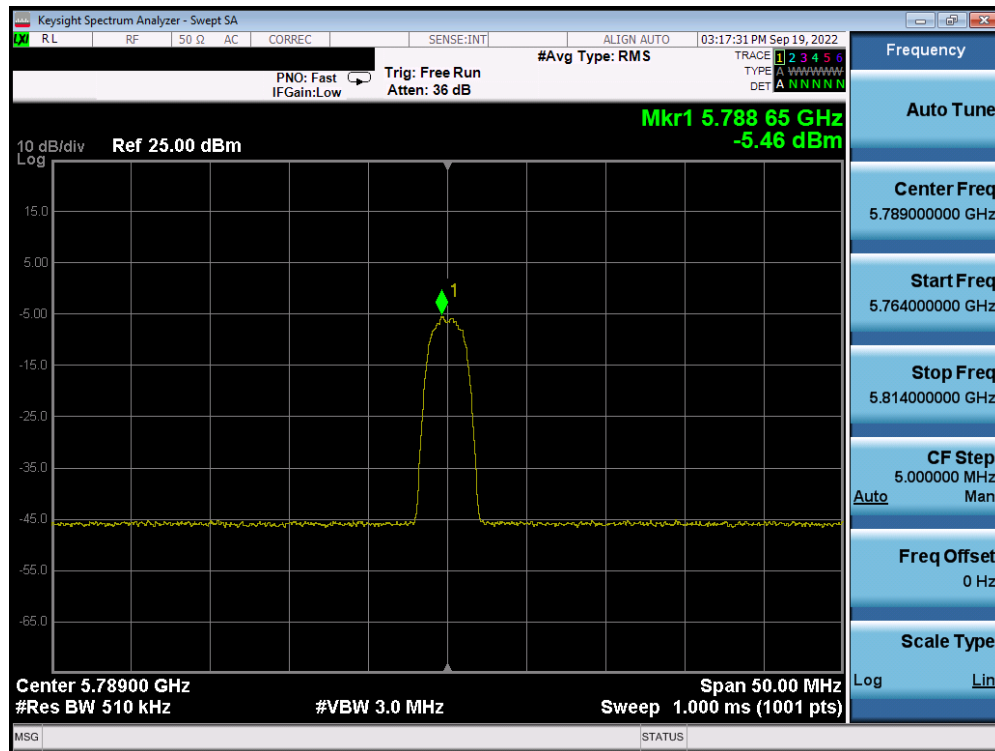 Keysight Spectrum Analyzer - Swept SA
LXI RL RF 50 Ω AC CORREC SENSE:INT ALIGN AUTO 03:17:31 PM Sep 19, 2022
#Avg Type: RMS TRACE 1 2 3 4 5 6
PNO: Fast Trig: Free Run TYPE A WWWWW
IFGain:Low Atten: 36 dB DET A N N N N N
Mkr1 5.788 65 GHz
-5.46 dBm
10 dB/div Ref 25.00 dBm
Log
15.0
5.00
1
-5.00
-15.0
-25.0
-35.0
-45.0
-55.0
-65.0
Center 5.78900 GHz Span 50.00 MHz
#Res BW 510 kHz #VBW 3.0 MHz Sweep 1.000 ms (1001 pts)
MSG STATUS
Frequency
Auto Tune
Center Freq
5.789000000 GHz
Start Freq
5.764000000 GHz
Stop Freq
5.814000000 GHz
CF Step
5.000000 MHz
Auto Man
Freq Offset
0 Hz
Scale Type
Log Lin